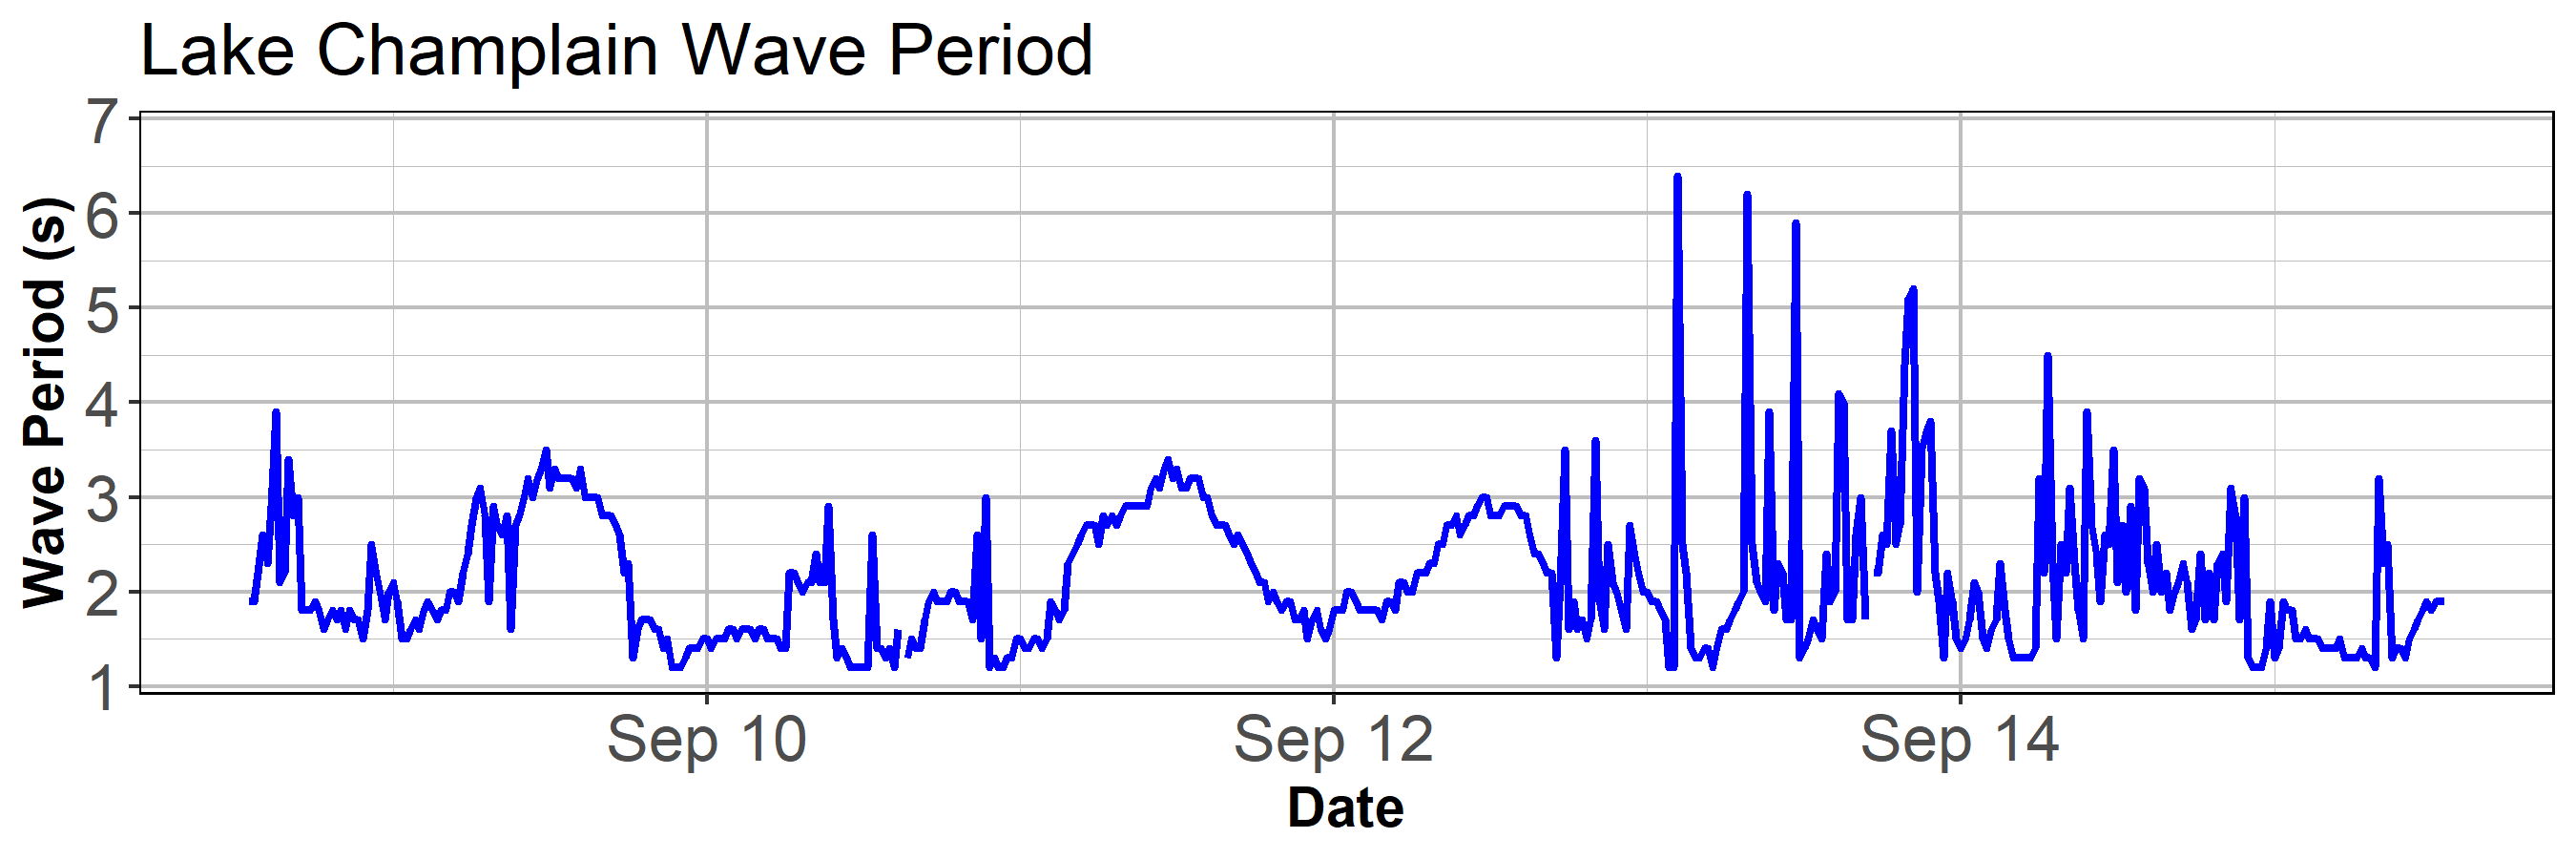 Lake Champlain Wave Period
Wave Period (s)
7
6
5
4
3
2
1
Sep 10
Sep 12
Sep 14
Date